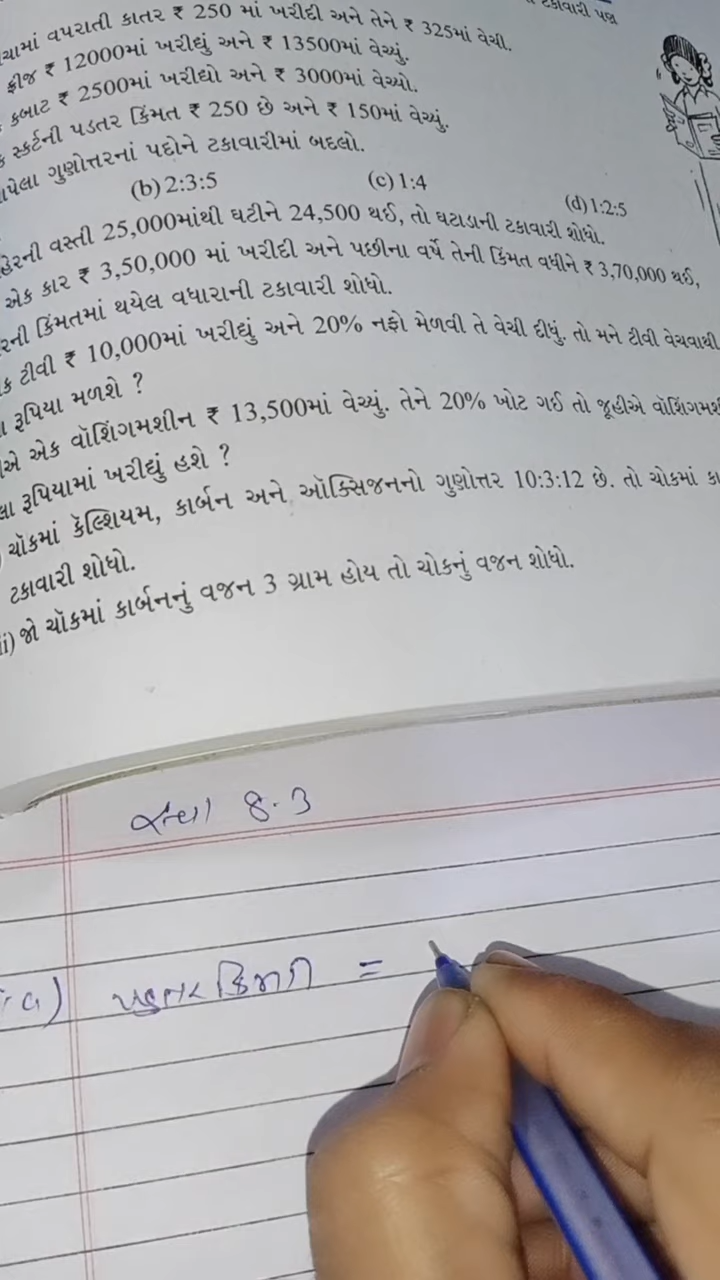 ટકાવારી પણ
વપરાતી કાતર ₹ 250 માં ખરીદી અને તેને ₹ 325માં વેચી.
ફ્રીજ ₹ 12000માં ખરીદ્યું અને ₹ 13500માં વેચ્યું.
કબાટ ₹ 2500માં ખરીદ્યો અને ₹ 3000માં વેચ્યો.
સ્કર્ટની પડતર કિંમત ₹ 250 છે અને ₹ 150માં વેચ્યું.
ગુણોત્તરનાં પદોને ટકાવારીમાં બદલો.
(b) 2:3:5 (c) 1:4 (d) 1:2:5
વસ્તી 25,000માંથી ઘટીને 24,500 થઈ, તો ઘટાડાની ટકાવારી શોધો.
એક કાર ₹ 3,50,000 માં ખરીદી અને પછીના વર્ષે તેની કિંમત વધીને ₹ 3,70,000 થઈ,
કિંમતમાં થયેલ વધારાની ટકાવારી શોધો.
ટીવી ₹ 10,000માં ખરીદ્યું અને 20% નફો મેળવી તે વેચી દીધું. તો મને ટીવી વેચવાથી
રૂપિયા મળશે ?
એક વૉશિંગમશીન ₹ 13,500માં વેચ્યું. તેને 20% ખોટ ગઈ તો જૂહીએ
રૂપિયામાં ખરીદ્યું હશે ?
ચૉકમાં કૅલ્શિયમ, કાર્બન અને ઑક્સિજનનો ગુણોત્તર 10:3:12 છે. તો ચોકમાં
ટકાવારી શોધો.
ii) જો ચૉકમાં કાર્બનનું વજન 3 ગ્રામ હોય તો ચોકનું વજન શોધો.
8.3
a) પડતર કિંમત =